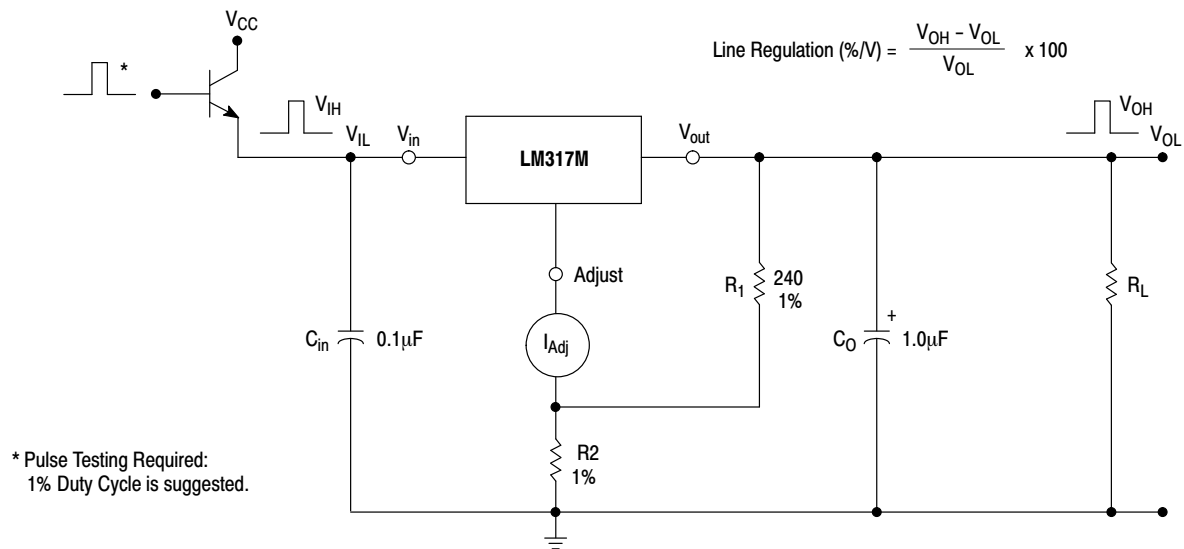 V_CC
Line Regulation (%/V) = V_OH – V_OL / V_OL x 100
*
V_IH
V_IL
V_in
LM317M
V_out
V_OH
V_OL
Adjust
R_1
240
1%
R_L
C_in
0.1μF
I_Adj
C_O
+
1.0μF
R2
1%
* Pulse Testing Required:
1% Duty Cycle is suggested.